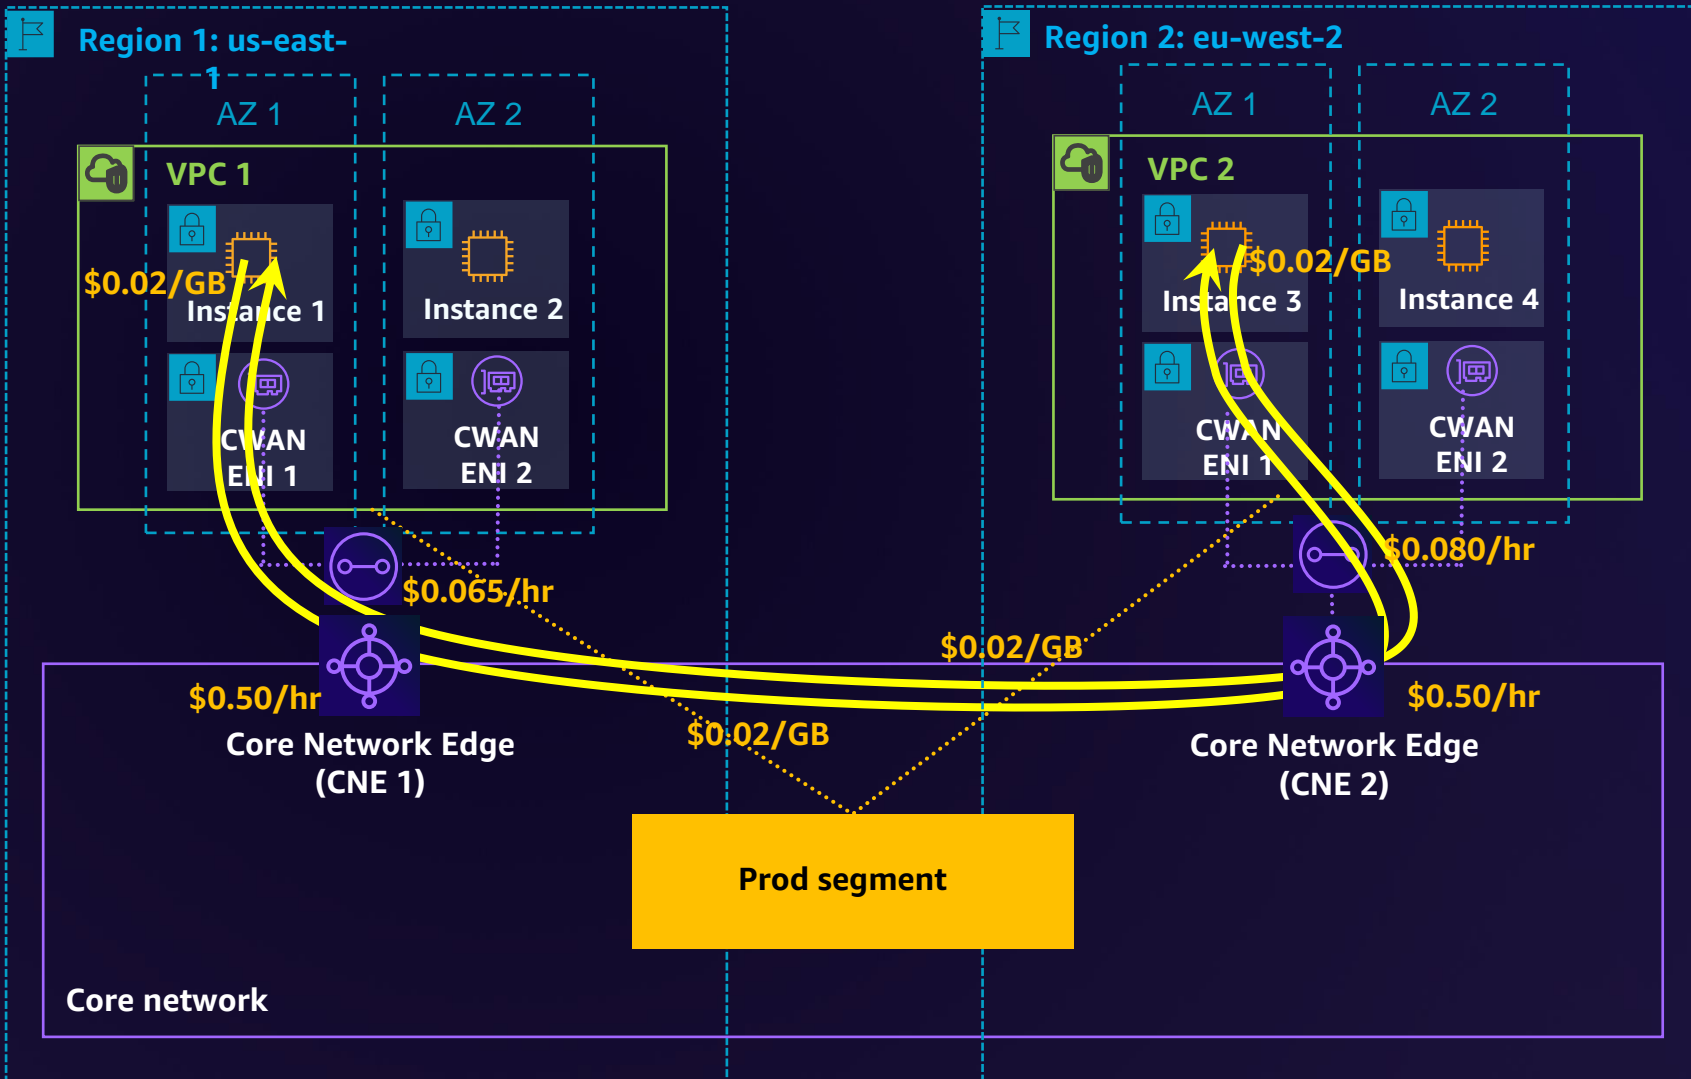 Region 1: us-east-
1
AZ 1
AZ 2
VPC 1
$0.02/GB
Instance 1
Instance 2
CWAN
ENI 1
CWAN
ENI 2
$0.065/hr
$0.50/hr
Core Network Edge
(CNE 1)
Region 2: eu-west-2
AZ 1
AZ 2
VPC 2
$0.02/GB
Instance 3
Instance 4
CWAN
ENI 1
CWAN
ENI 2
$0.080/hr
$0.02/GB
$0.02/GB
$0.50/hr
Core Network Edge
(CNE 2)
Prod segment
Core network